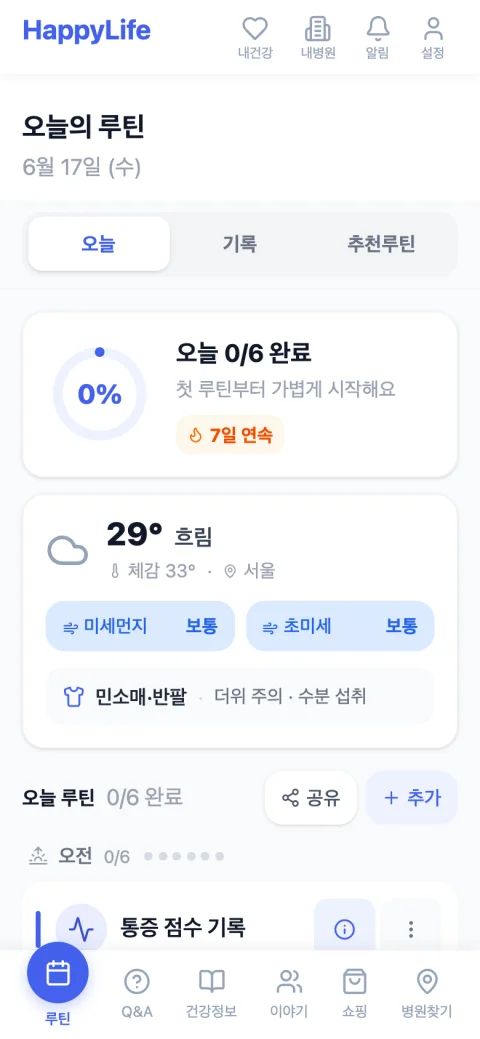 HappyLife
내건강 내병원 알림 설정
오늘의 루틴
6월 17일 (수)
오늘 기록 추천루틴
0%
오늘 0/6 완료
첫 루틴부터 가볍게 시작해요
7일 연속
29° 흐림
체감 33° · 서울
미세먼지 보통 초미세 보통
민소매·반팔 · 더위 주의 · 수분 섭취
오늘 루틴 0/6 완료 공유 + 추가
오전 0/6
통증 점수 기록
루틴 Q&A 건강정보 이야기 쇼핑 병원찾기